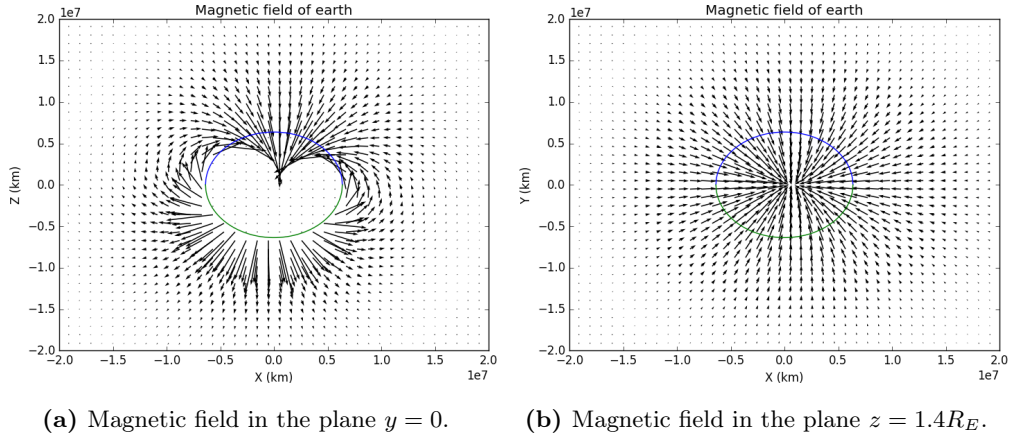 Magnetic field of earth
1e7
2.0
1.5
1.0
0.5
0.0
−0.5
−1.0
−1.5
−2.0
Z (km)
−2.0 −1.5 −1.0 −0.5 0.0 0.5 1.0 1.5 2.0
X (km)
1e7
Magnetic field of earth
1e7
2.0
1.5
1.0
0.5
0.0
−0.5
−1.0
−1.5
−2.0
Y (km)
−2.0 −1.5 −1.0 −0.5 0.0 0.5 1.0 1.5 2.0
X (km)
1e7
(a) Magnetic field in the plane y = 0.
(b) Magnetic field in the plane z = 1.4R_E.